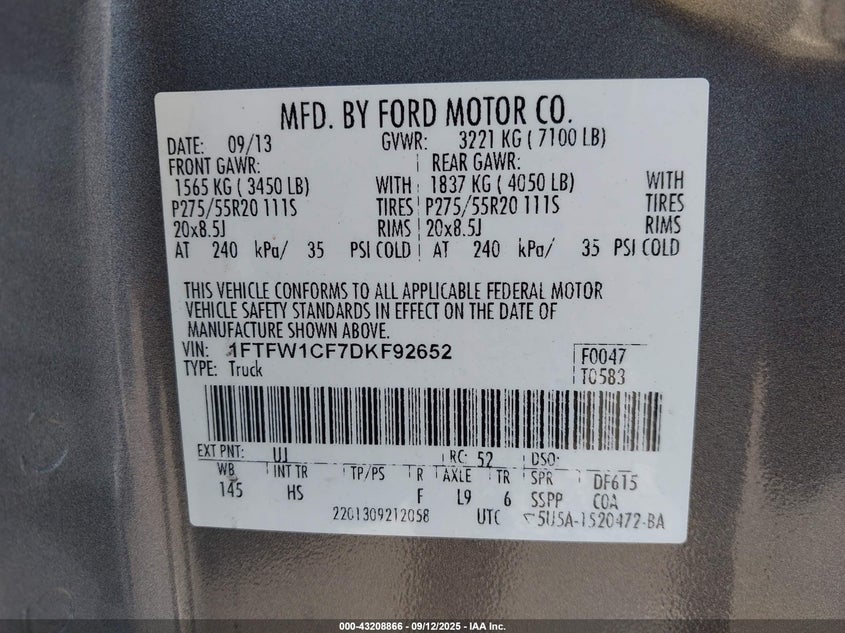 MFD. BY FORD MOTOR CO.
DATE: 09/13 GVWR: 3221 KG ( 7100 LB)
FRONT GAWR: REAR GAWR:
1565 KG ( 3450 LB) WITH 1837 KG ( 4050 LB) WITH
P275/55R20 111S TIRES P275/55R20 111S TIRES
20x8.5J RIMS 20x8.5J RIMS
AT 240 kPa/ 35 PSI COLD AT 240 kPa/ 35 PSI COLD
THIS VEHICLE CONFORMS TO ALL APPLICABLE FEDERAL MOTOR
VEHICLE SAFETY STANDARDS IN EFFECT ON THE DATE OF
MANUFACTURE SHOWN ABOVE.
VIN: 1FTFW1CF7DKF92652 F0047
TYPE: Truck T0583
EXT PNT: UJ RC: 52 DSO:
WB INT TR TP/PS R AXLE TR SPR DF615
145 HS F L9 6 SSPP COA
2201309212058 UTC 5U5A-1520472-BA
000-43208866 - 09/12/2025 - IAA Inc.